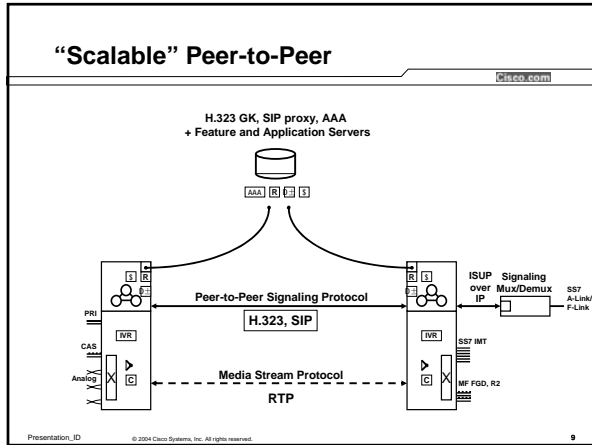 “Scalable” Peer-to-Peer
Cisco.com
H.323 GK, SIP proxy, AAA
+ Feature and Application Servers
AAA R D± $
$ R
D±
R $
D±
Peer-to-Peer Signaling Protocol
H.323, SIP
ISUP
over
IP
Signaling
Mux/Demux
SS7
A-Link/
F-Link
PRI
IVR
IVR
CAS
SS7 IMT
Analog
C
C
Media Stream Protocol
RTP
MF FGD, R2
Presentation_ID
© 2004 Cisco Systems, Inc. All rights reserved.
9